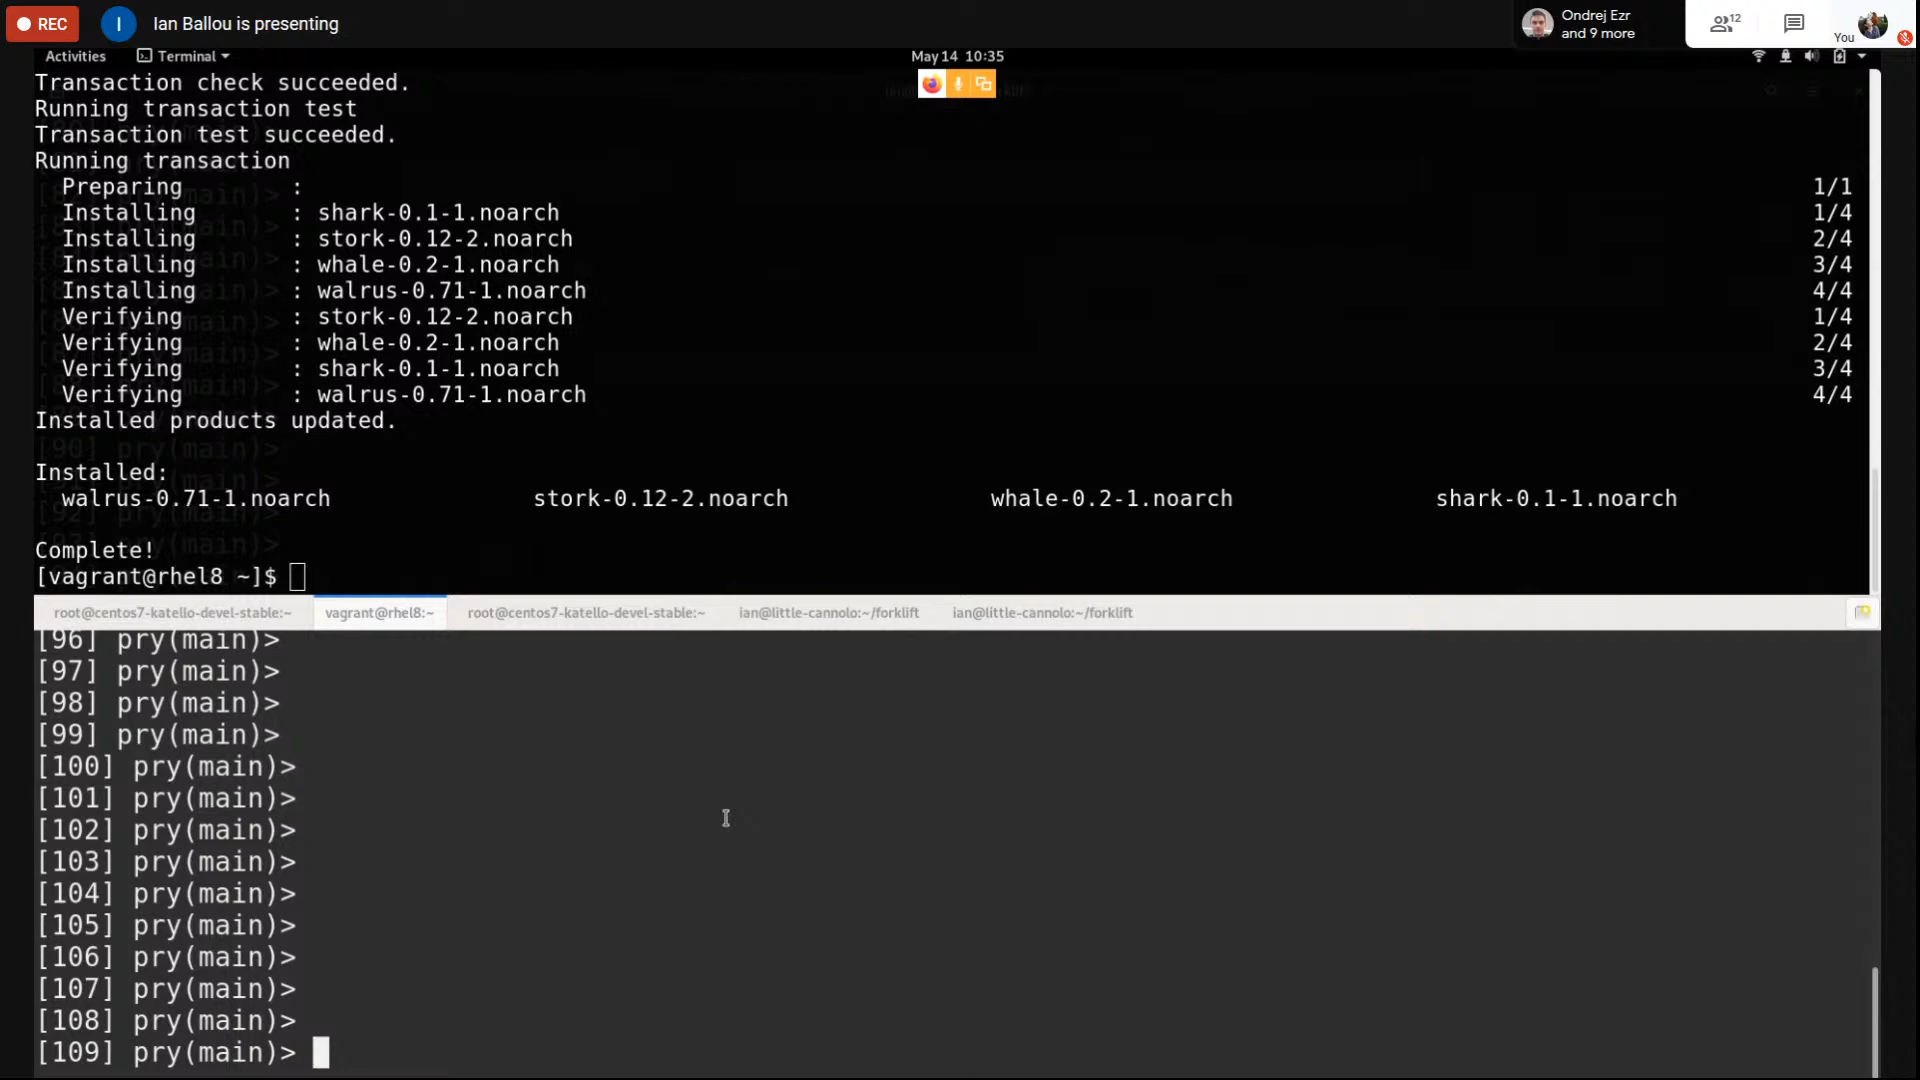 REC
I
Ian Ballou is presenting
Ondrej Ezr
and 9 more
12
You
Activities
Terminal
May 14 10:35
Transaction check succeeded.
Running transaction test
Transaction test succeeded.
Running transaction
Preparing : 1/1
Installing : shark-0.1-1.noarch 1/4
Installing : stork-0.12-2.noarch 2/4
Installing : whale-0.2-1.noarch 3/4
Installing : walrus-0.71-1.noarch 4/4
Verifying : stork-0.12-2.noarch 1/4
Verifying : whale-0.2-1.noarch 2/4
Verifying : shark-0.1-1.noarch 3/4
Verifying : walrus-0.71-1.noarch 4/4
Installed products updated.
[90] pry(main)>
Installed:
walrus-0.71-1.noarch stork-0.12-2.noarch whale-0.2-1.noarch shark-0.1-1.noarch
Complete!
[vagrant@rhel8 ~]$
root@centos7-katello-devel-stable:~ vagrant@rhel8:~ root@centos7-katello-devel-stable:~ ian@little-cannolo:~/forklift ian@little-cannolo:~/forklift
[96] pry(main)>
[97] pry(main)>
[98] pry(main)>
[99] pry(main)>
[100] pry(main)>
[101] pry(main)>
[102] pry(main)>
[103] pry(main)>
[104] pry(main)>
[105] pry(main)>
[106] pry(main)>
[107] pry(main)>
[108] pry(main)>
[109] pry(main)>